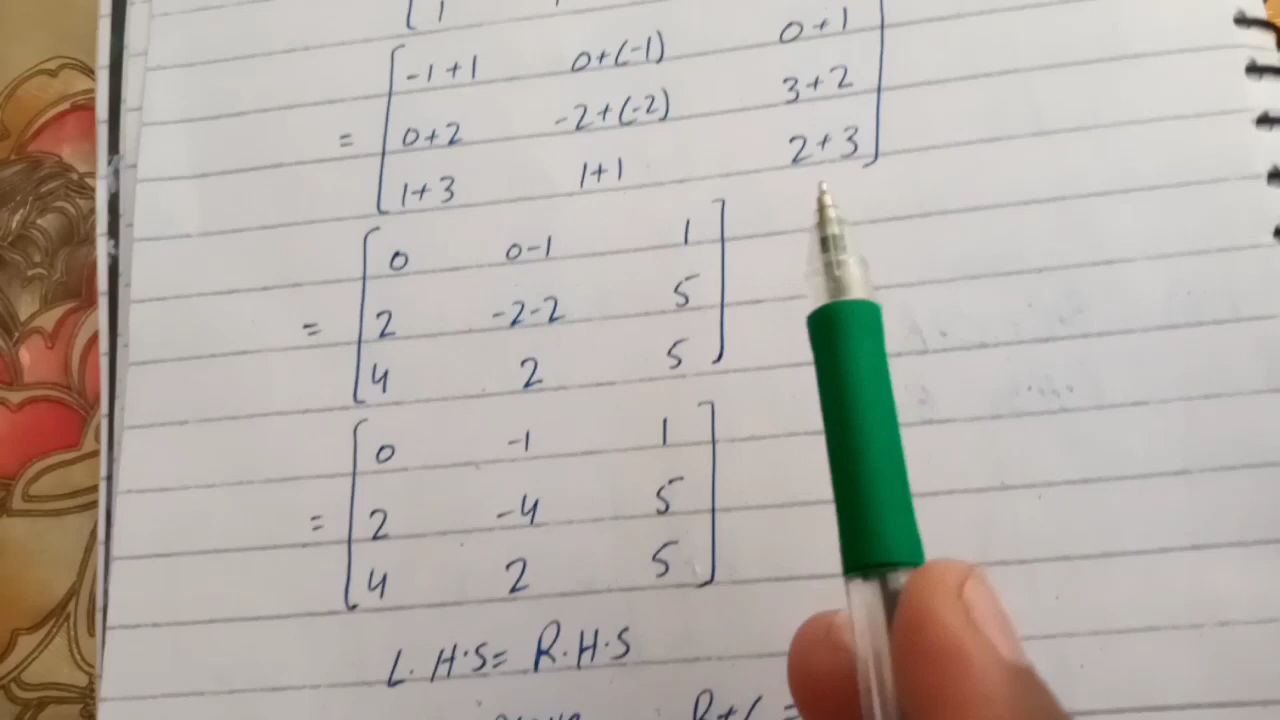 1
-1+1 0+(-1) 0+1
= 0+2 -2+(-2) 3+2
1+3 1+1 2+3
0 0-1 1
= 2 -2-2 5
4 2 5
0 -1 1
= 2 -4 5
4 2 5
L.H.S= R.H.S